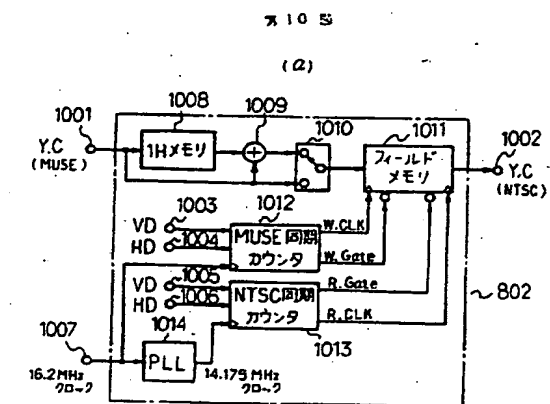 第10図
(a)
1008
1009
1010
1011
1001
1002
Y.C
(MUSE)
1Hメモリ
フィールド
メモリ
Y.C
(NTSC)
1003
1012
VD
HD
1004
MUSE同期
カウンタ
W.CLK
W.Gate
1005
VD
HD
1006
NTSC同期
カウンタ
R.Gate
R.CLK
802
1007
1014
PLL
1013
16.2MHz
クロック
14.175MHz
クロック